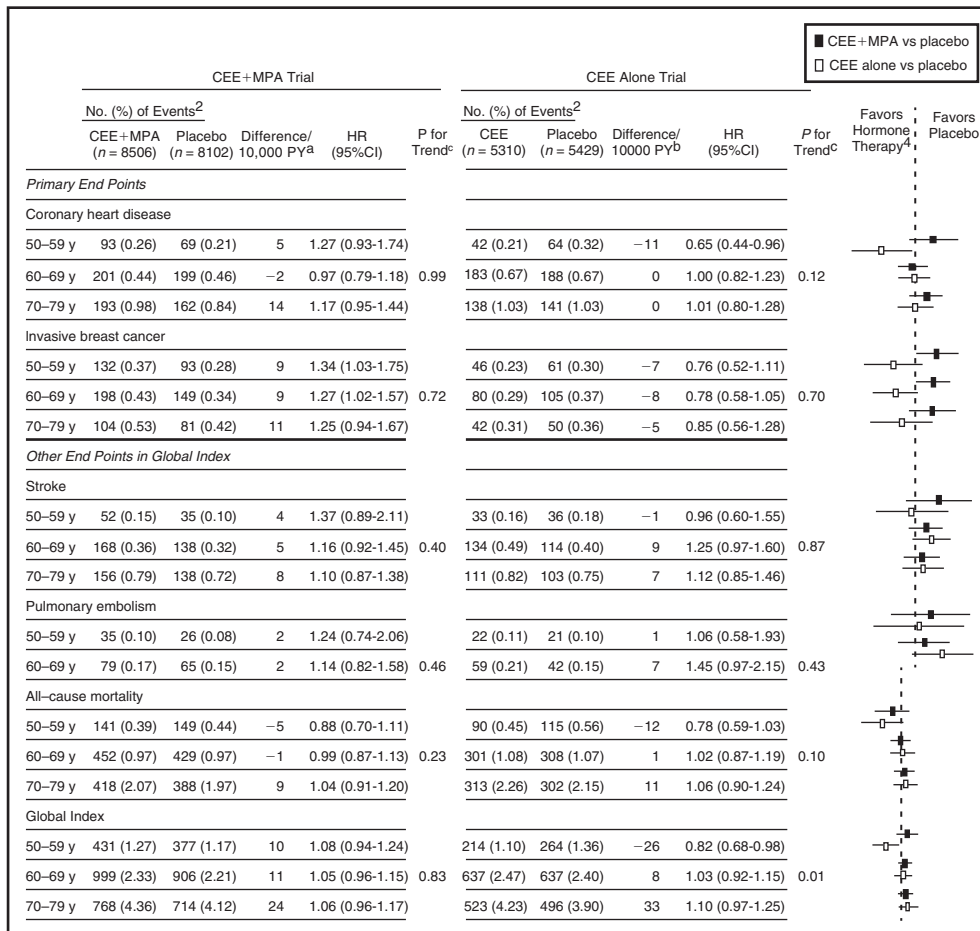 CEE+MPA vs placebo
CEE alone vs placebo
CEE+MPA Trial CEE Alone Trial
No. (%) of Events2 No. (%) of Events2
Favors Hormone Therapy4 Favors Placebo
CEE+MPA (n = 8506) Placebo (n = 8102) Difference/ 10,000 PYa HR (95%CI) P for Trendc CEE (n = 5310) Placebo (n = 5429) Difference/ 10000 PYb HR (95%CI) P for Trendc
Primary End Points
Coronary heart disease
50–59 y 93 (0.26) 69 (0.21) 5 1.27 (0.93-1.74) 42 (0.21) 64 (0.32) −11 0.65 (0.44-0.96)
60–69 y 201 (0.44) 199 (0.46) −2 0.97 (0.79-1.18) 0.99 183 (0.67) 188 (0.67) 0 1.00 (0.82-1.23) 0.12
70–79 y 193 (0.98) 162 (0.84) 14 1.17 (0.95-1.44) 138 (1.03) 141 (1.03) 0 1.01 (0.80-1.28)
Invasive breast cancer
50–59 y 132 (0.37) 93 (0.28) 9 1.34 (1.03-1.75) 46 (0.23) 61 (0.30) −7 0.76 (0.52-1.11)
60–69 y 198 (0.43) 149 (0.34) 9 1.27 (1.02-1.57) 0.72 80 (0.29) 105 (0.37) −8 0.78 (0.58-1.05) 0.70
70–79 y 104 (0.53) 81 (0.42) 11 1.25 (0.94-1.67) 42 (0.31) 50 (0.36) −5 0.85 (0.56-1.28)
Other End Points in Global Index
Stroke
50–59 y 52 (0.15) 35 (0.10) 4 1.37 (0.89-2.11) 33 (0.16) 36 (0.18) −1 0.96 (0.60-1.55)
60–69 y 168 (0.36) 138 (0.32) 5 1.16 (0.92-1.45) 0.40 134 (0.49) 114 (0.40) 9 1.25 (0.97-1.60) 0.87
70–79 y 156 (0.79) 138 (0.72) 8 1.10 (0.87-1.38) 111 (0.82) 103 (0.75) 7 1.12 (0.85-1.46)
Pulmonary embolism
50–59 y 35 (0.10) 26 (0.08) 2 1.24 (0.74-2.06) 22 (0.11) 21 (0.10) 1 1.06 (0.58-1.93)
60–69 y 79 (0.17) 65 (0.15) 2 1.14 (0.82-1.58) 0.46 59 (0.21) 42 (0.15) 7 1.45 (0.97-2.15) 0.43
All–cause mortality
50–59 y 141 (0.39) 149 (0.44) −5 0.88 (0.70-1.11) 90 (0.45) 115 (0.56) −12 0.78 (0.59-1.03)
60–69 y 452 (0.97) 429 (0.97) −1 0.99 (0.87-1.13) 0.23 301 (1.08) 308 (1.07) 1 1.02 (0.87-1.19) 0.10
70–79 y 418 (2.07) 388 (1.97) 9 1.04 (0.91-1.20) 313 (2.26) 302 (2.15) 11 1.06 (0.90-1.24)
Global Index
50–59 y 431 (1.27) 377 (1.17) 10 1.08 (0.94-1.24) 214 (1.10) 264 (1.36) −26 0.82 (0.68-0.98)
60–69 y 999 (2.33) 906 (2.21) 11 1.05 (0.96-1.15) 0.83 637 (2.47) 637 (2.40) 8 1.03 (0.92-1.15) 0.01
70–79 y 768 (4.36) 714 (4.12) 24 1.06 (0.96-1.17) 523 (4.23) 496 (3.90) 33 1.10 (0.97-1.25)